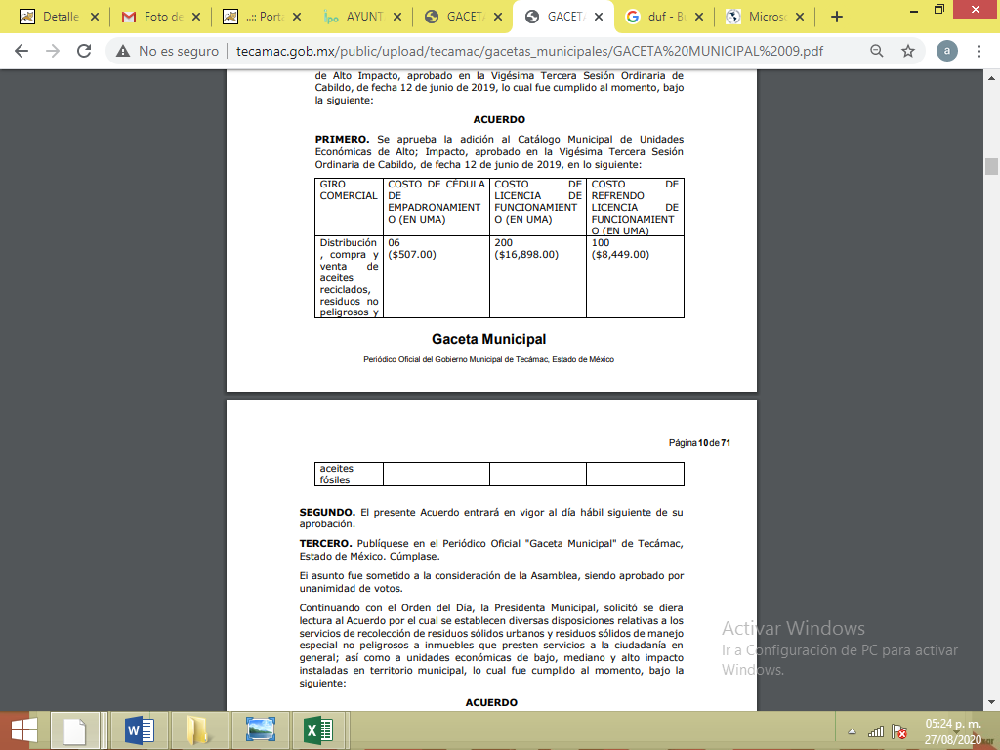 Detalle
Foto de
..:: Porta
AYUNT
GACETA
GACETA
duf - Bu
Microso
No es seguro | tecamac.gob.mx/public/upload/tecamac/gacetas_municipales/GACETA%20MUNICIPAL%2009.pdf
a
de Alto Impacto, aprobado en la Vigésima Tercera Sesión Ordinaria de
Cabildo, de fecha 12 de junio de 2019, lo cual fue cumplido al momento, bajo
la siguiente:
ACUERDO
PRIMERO. Se aprueba la adición al Catálogo Municipal de Unidades
Económicas de Alto; Impacto, aprobado en la Vigésima Tercera Sesión
Ordinaria de Cabildo, de fecha 12 de junio de 2019, en lo siguiente:
GIRO
COMERCIAL
COSTO DE CÉDULA
DE
EMPADRONAMIENT
O (EN UMA)
COSTO DE
LICENCIA DE
FUNCIONAMIENT
O (EN UMA)
COSTO DE
REFRENDO
LICENCIA DE
FUNCIONAMIENT
O (EN UMA)
Distribución
, compra y
venta de
aceites
reciclados,
residuos no
peligrosos y
06
($507.00)
200
($16,898.00)
100
($8,449.00)
Gaceta Municipal
Periódico Oficial del Gobierno Municipal de Tecámac, Estado de México
Página 10 de 71
aceites
fósiles
SEGUNDO. El presente Acuerdo entrará en vigor al día hábil siguiente de su
aprobación.
TERCERO. Publíquese en el Periódico Oficial "Gaceta Municipal" de Tecámac,
Estado de México. Cúmplase.
Ei asunto fue sometido a la consideración de la Asamblea, siendo aprobado por
unanimidad de votos.
Continuando con el Orden del Día, la Presidenta Municipal, solicitó se diera
lectura al Acuerdo por el cual se establecen diversas disposiciones relativas a los
servicios de recolección de residuos sólidos urbanos y residuos sólidos de manejo
especial no peligrosos a inmuebles que presten servicios a la ciudadanía en
general; así como a unidades económicas de bajo, mediano y alto impacto
instaladas en territorio municipal, lo cual fue cumplido al momento, bajo la
siguiente:
ACUERDO
Activar Windows
Ir a Configuración de PC para activar
Windows.
05:24 p. m.
27/08/2020